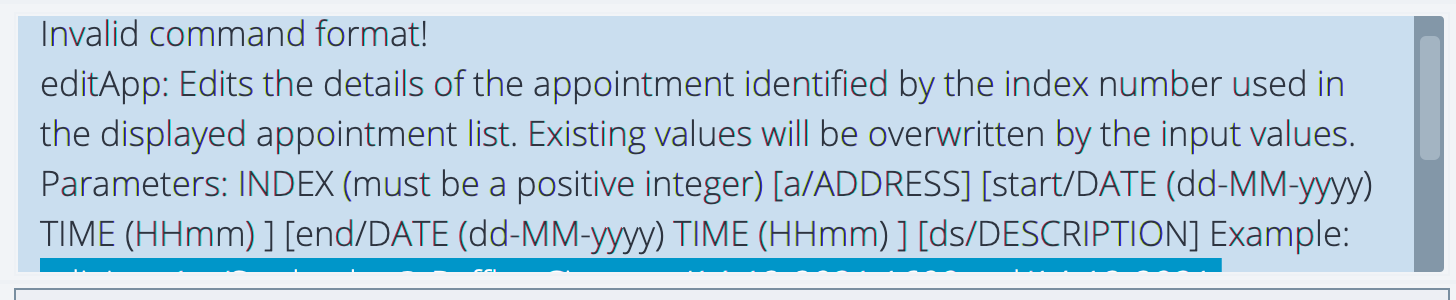 Invalid command format!
editApp: Edits the details of the appointment identified by the index number used in
the displayed appointment list. Existing values will be overwritten by the input values.
Parameters: INDEX (must be a positive integer) [a/ADDRESS] [start/DATE (dd-MM-yyyy)
TIME (HHmm) ] [end/DATE (dd-MM-yyyy) TIME (HHmm) ] [ds/DESCRIPTION] Example: